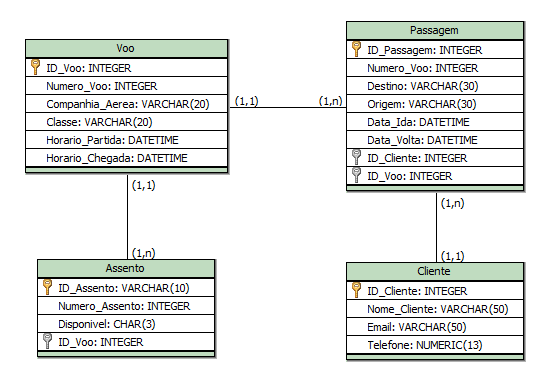 Voo
ID_Voo: INTEGER
Numero_Voo: INTEGER
Companhia_Aerea: VARCHAR(20)
Classe: VARCHAR(20)
Horario_Partida: DATETIME
Horario_Chegada: DATETIME
(1,1)
(1,n)
Passagem
ID_Passagem: INTEGER
Numero_Voo: INTEGER
Destino: VARCHAR(30)
Origem: VARCHAR(30)
Data_Ida: DATETIME
Data_Volta: DATETIME
ID_Cliente: INTEGER
ID_Voo: INTEGER
(1,1)
(1,n)
Assento
ID_Assento: VARCHAR(10)
Numero_Assento: INTEGER
Disponivel: CHAR(3)
ID_Voo: INTEGER
(1,n)
(1,1)
Cliente
ID_Cliente: INTEGER
Nome_Cliente: VARCHAR(50)
Email: VARCHAR(50)
Telefone: NUMERIC(13)